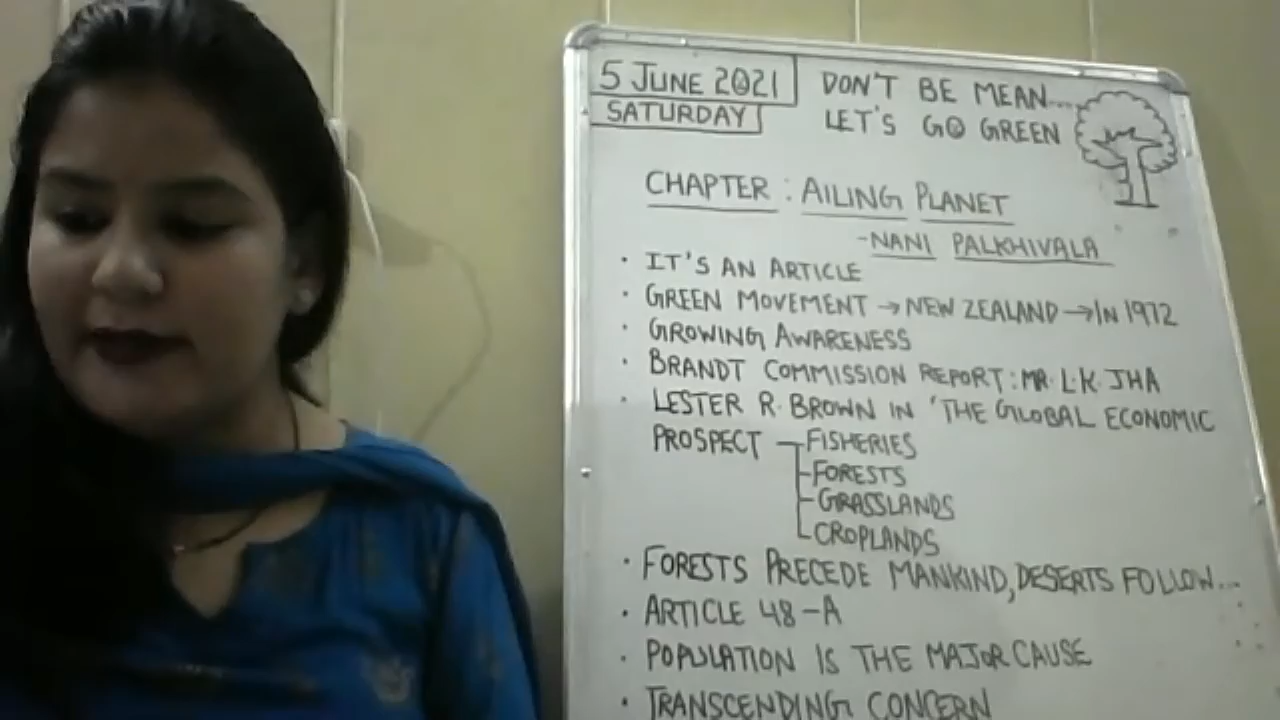 5 JUNE 2021
SATURDAY
DON'T BE MEAN...
LET'S GO GREEN
CHAPTER : AILING PLANET
-NANI PALKHIVALA
· IT'S AN ARTICLE
· GREEN MOVEMENT → NEW ZEALAND → IN 1972
· GROWING AWARENESS
· BRANDT COMMISSION REPORT : MR. L.K. JHA
· LESTER R. BROWN IN 'THE GLOBAL ECONOMIC
PROSPECT - FISHERIES
- FORESTS
- GRASSLANDS
- CROPLANDS
· FORESTS PRECEDE MANKIND, DESERTS FOLLOW...
· ARTICLE 48-A
· POPULATION IS THE MAJOR CAUSE
· TRANSCENDING CONCERN